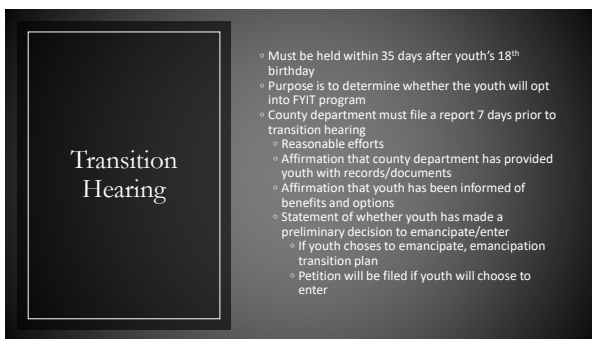 Transition
Hearing
◦ Must be held within 35 days after youth's 18th
birthday
◦ Purpose is to determine whether the youth will opt
into FYIT program
◦ County department must file a report 7 days prior to
transition hearing
◦ Reasonable efforts
◦ Affirmation that county department has provided
youth with records/documents
◦ Affirmation that youth has been informed of
benefits and options
◦ Statement of whether youth has made a
preliminary decision to emancipate/enter
◦ If youth choses to emancipate, emancipation
transition plan
◦ Petition will be filed if youth will choose to
enter